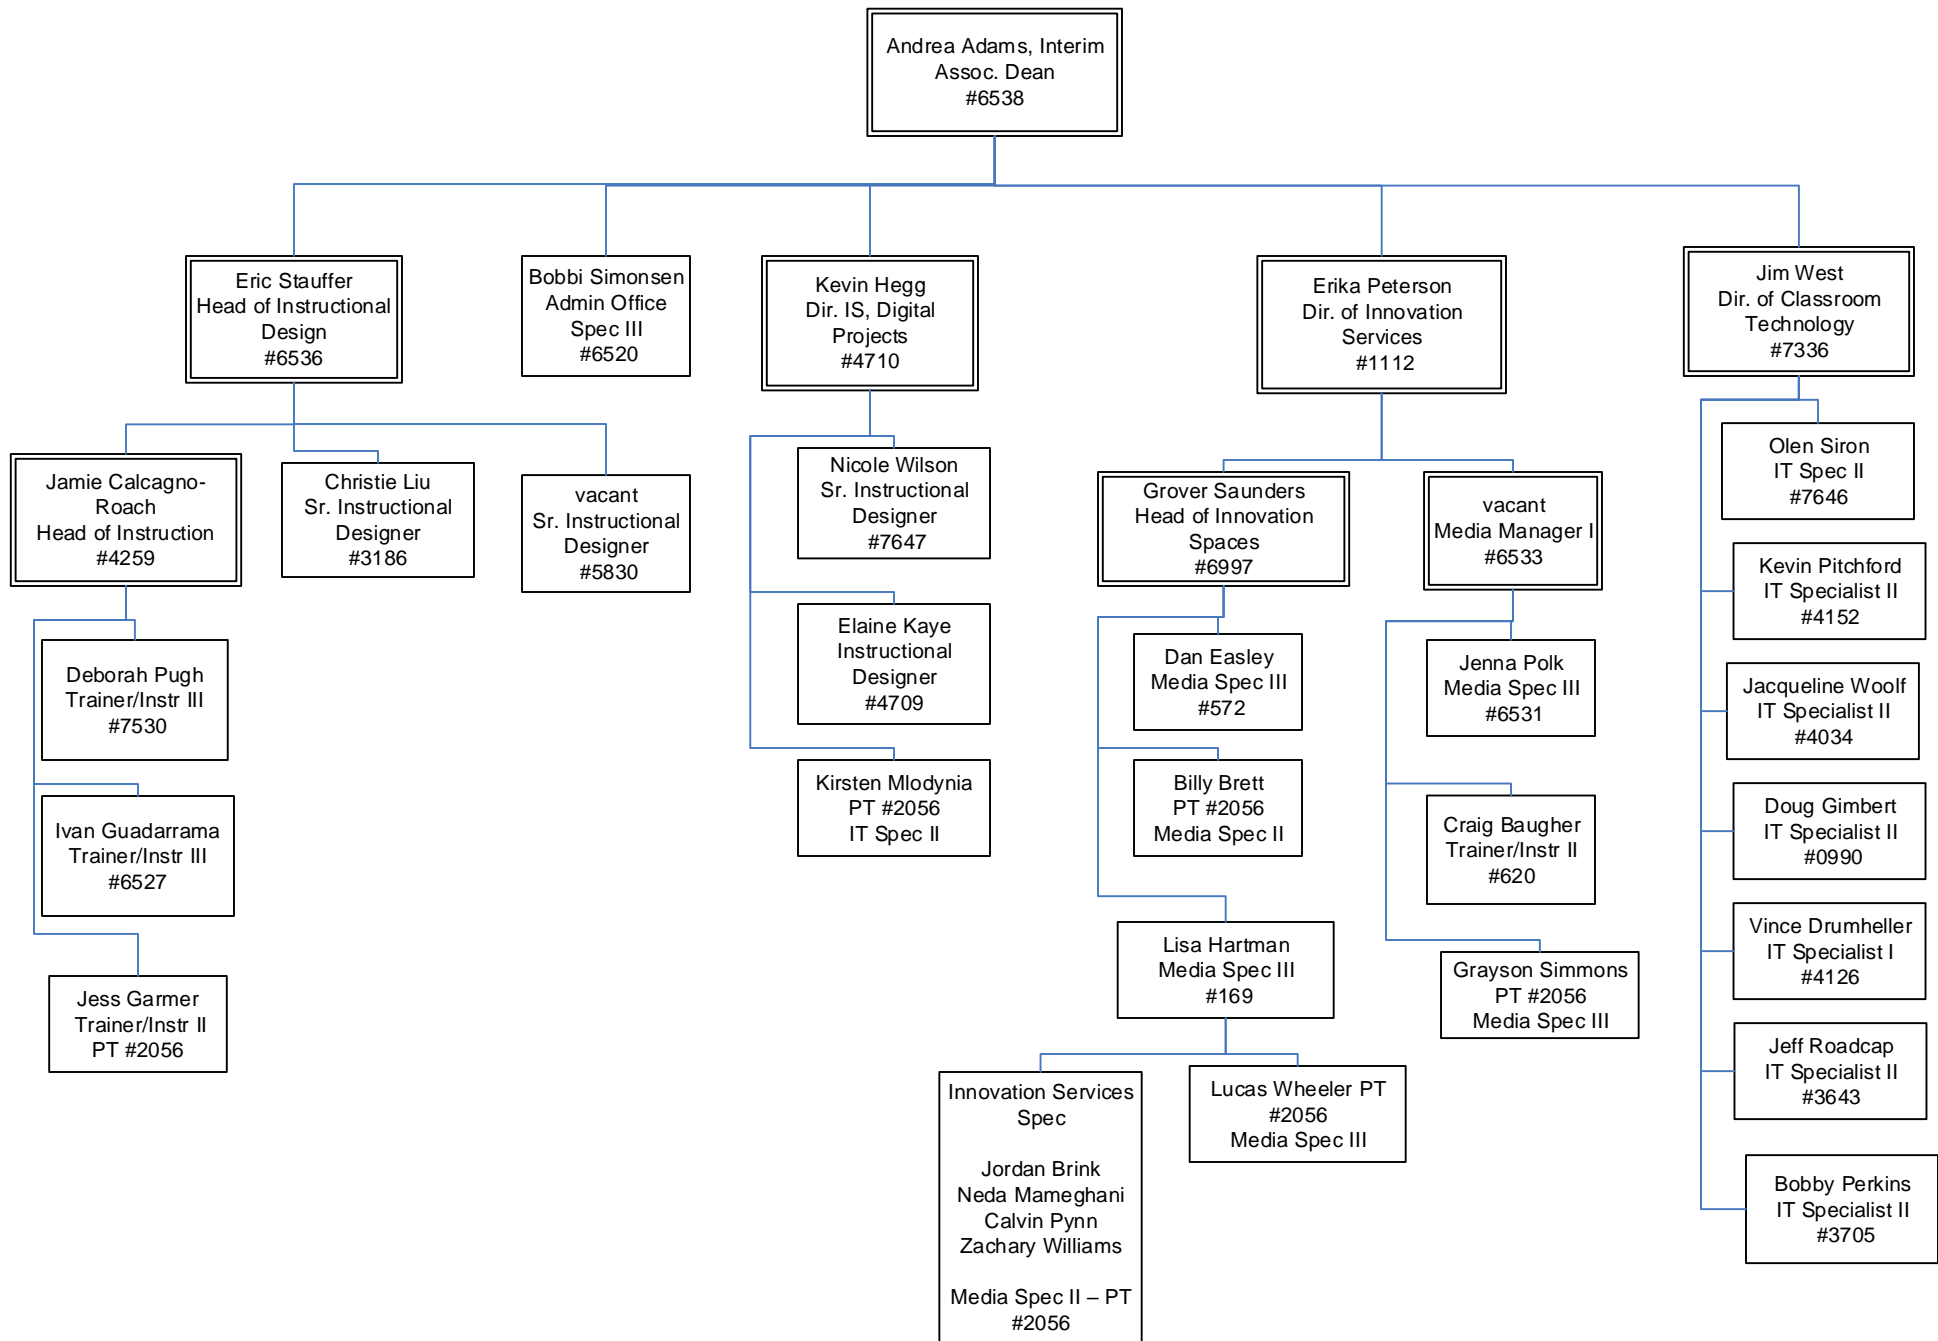 Andrea Adams, Interim
Assoc. Dean
#6538
Eric Stauffer
Head of Instructional
Design
#6536
Bobbi Simonsen
Admin Office
Spec III
#6520
Kevin Hegg
Dir. IS, Digital
Projects
#4710
Erika Peterson
Dir. of Innovation
Services
#1112
Jim West
Dir. of Classroom
Technology
#7336
Jamie Calcagno-
Roach
Head of Instruction
#4259
Christie Liu
Sr. Instructional
Designer
#3186
vacant
Sr. Instructional
Designer
#5830
Deborah Pugh
Trainer/Instr III
#7530
Ivan Guadarrama
Trainer/Instr III
#6527
Jess Garmer
Trainer/Instr II
PT #2056
Nicole Wilson
Sr. Instructional
Designer
#7647
Elaine Kaye
Instructional
Designer
#4709
Kirsten Mlodynia
PT #2056
IT Spec II
Grover Saunders
Head of Innovation
Spaces
#6997
vacant
Media Manager I
#6533
Dan Easley
Media Spec III
#572
Billy Brett
PT #2056
Media Spec II
Lisa Hartman
Media Spec III
#169
Innovation Services
Spec
Jordan Brink
Neda Mameghani
Calvin Pynn
Zachary Williams
Media Spec II – PT
#2056
Lucas Wheeler PT
#2056
Media Spec III
Jenna Polk
Media Spec III
#6531
Craig Baugher
Trainer/Instr II
#620
Grayson Simmons
PT #2056
Media Spec III
Olen Siron
IT Spec II
#7646
Kevin Pitchford
IT Specialist II
#4152
Jacqueline Woolf
IT Specialist II
#4034
Doug Gimbert
IT Specialist II
#0990
Vince Drumheller
IT Specialist I
#4126
Jeff Roadcap
IT Specialist II
#3643
Bobby Perkins
IT Specialist II
#3705